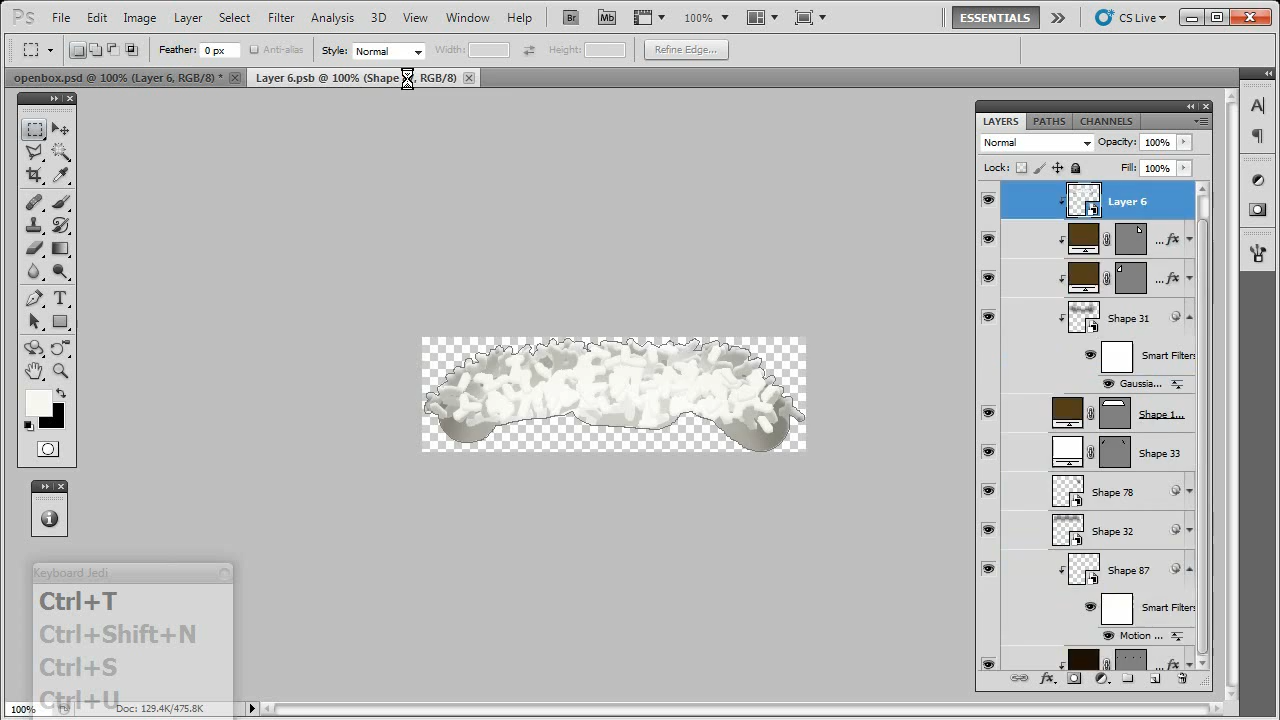 Ps File Edit Image Layer Select Filter Analysis 3D View Window Help Br Mb 100% ESSENTIALS CS Live
Feather: 0 px Anti-alias Style: Normal Width: Height: Refine Edge...
openbox.psd @ 100% (Layer 6, RGB/8) * Layer 6.psb @ 100% (Shape , RGB/8)
LAYERS PATHS CHANNELS
Normal Opacity: 100%
Lock: Fill: 100%
Layer 6
... fx
... fx
Shape 31
Smart Filters
Gaussia...
Shape 1...
Shape 33
Shape 78
Shape 32
Shape 87
Smart Filters
Motion ...
... fx
Keyboard Jedi
Ctrl+T
Ctrl+Shift+N
Ctrl+S
Ctrl+U
100% Doc: 129.4K/475.8K